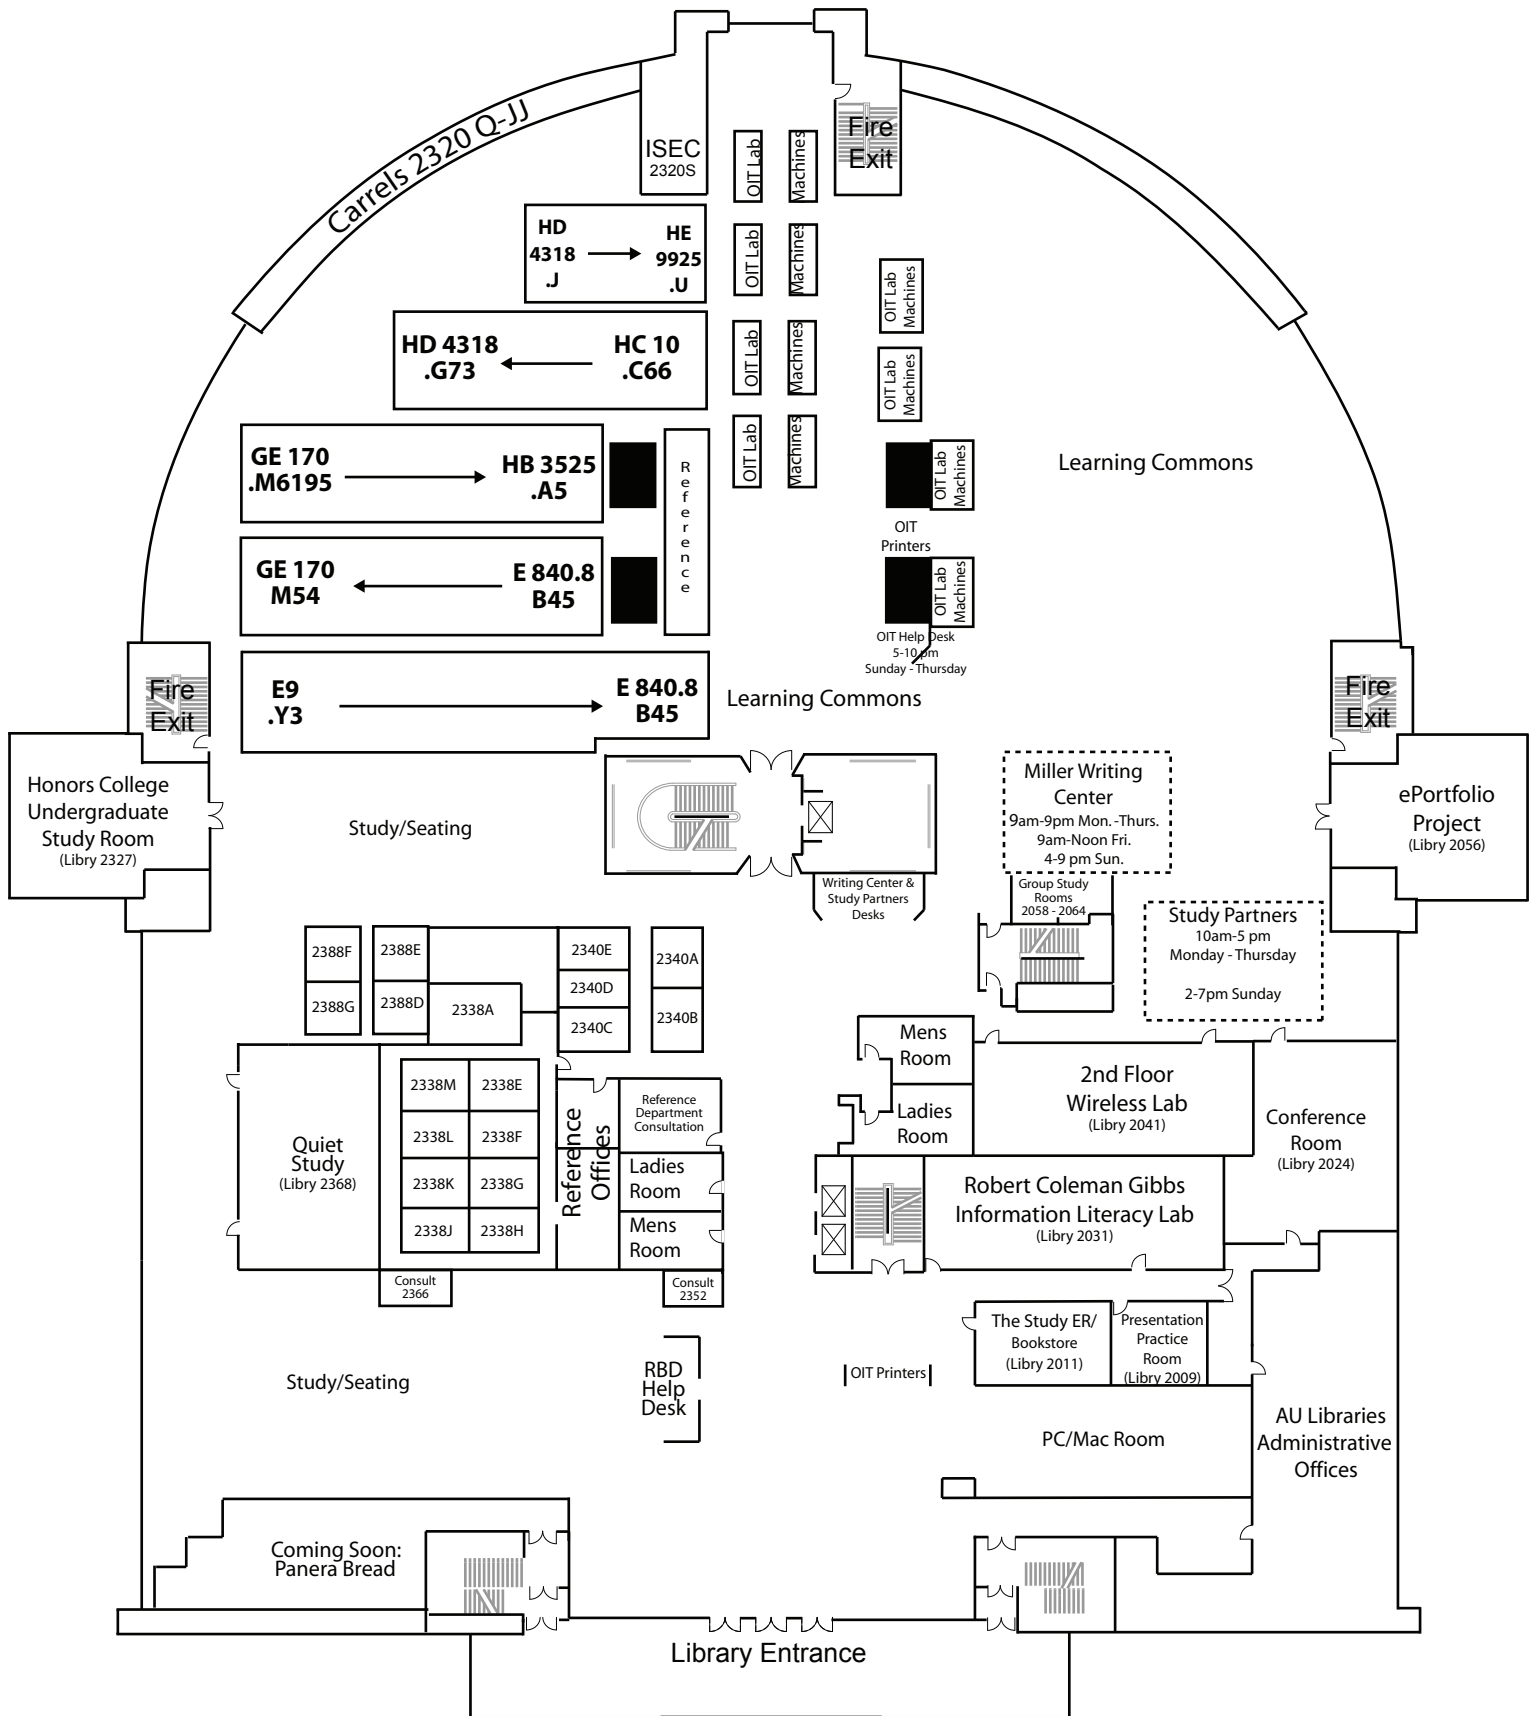 Carrels 2320 Q-JJ
ISEC
2320S
Fire
Exit
OIT Lab
Machines
HD
4318
.J
HE
9925
.U
OIT Lab
Machines
OIT Lab
Machines
HD 4318
.G73
HC 10
.C66
OIT Lab
Machines
OIT Lab
Machines
GE 170
.M6195
HB 3525
.A5
Reference
OIT Lab
Machines
OIT Lab
Machines
Learning Commons
OIT
Printers
GE 170
M54
E 840.8
B45
OIT Lab
Machines
OIT Help Desk
5-10 pm
Sunday - Thursday
E9
.Y3
E 840.8
B45
Learning Commons
Fire
Exit
Fire
Exit
Honors College
Undergraduate
Study Room
(Libry 2327)
Study/Seating
Miller Writing
Center
9am-9pm Mon. -Thurs.
9am-Noon Fri.
4-9 pm Sun.
ePortfolio
Project
(Libry 2056)
Writing Center &
Study Partners
Desks
Group Study
Rooms
2058 - 2064
Study Partners
10am-5 pm
Monday - Thursday
2-7pm Sunday
2388F
2388E
2340E
2340A
2388G
2388D
2338A
2340D
2340C
2340B
Mens
Room
Ladies
Room
2nd Floor
Wireless Lab
(Libry 2041)
Conference
Room
(Libry 2024)
Quiet
Study
(Libry 2368)
2338M
2338E
2338L
2338F
2338K
2338G
2338J
2338H
Reference
Offices
Reference
Department
Consultation
Ladies
Room
Mens
Room
Robert Coleman Gibbs
Information Literacy Lab
(Libry 2031)
Consult
2366
Consult
2352
The Study ER/
Bookstore
(Libry 2011)
Presentation
Practice
Room
(Libry 2009)
Study/Seating
RBD
Help
Desk
OIT Printers
PC/Mac Room
AU Libraries
Administrative
Offices
Coming Soon:
Panera Bread
Library Entrance